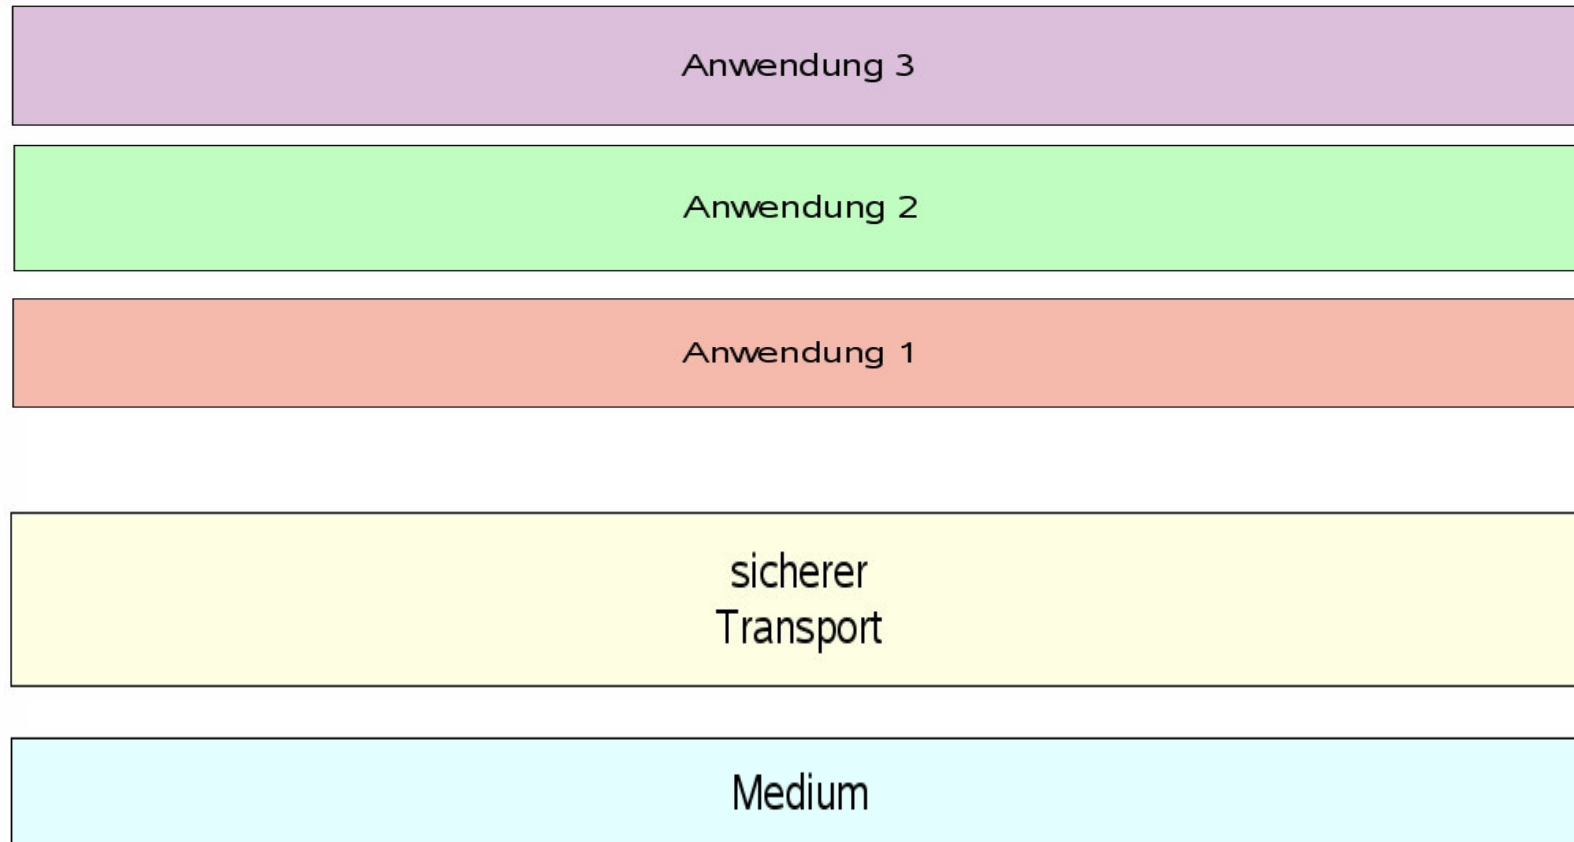 Anwendung 3
Anwendung 2
Anwendung 1
sicherer
Transport
Medium